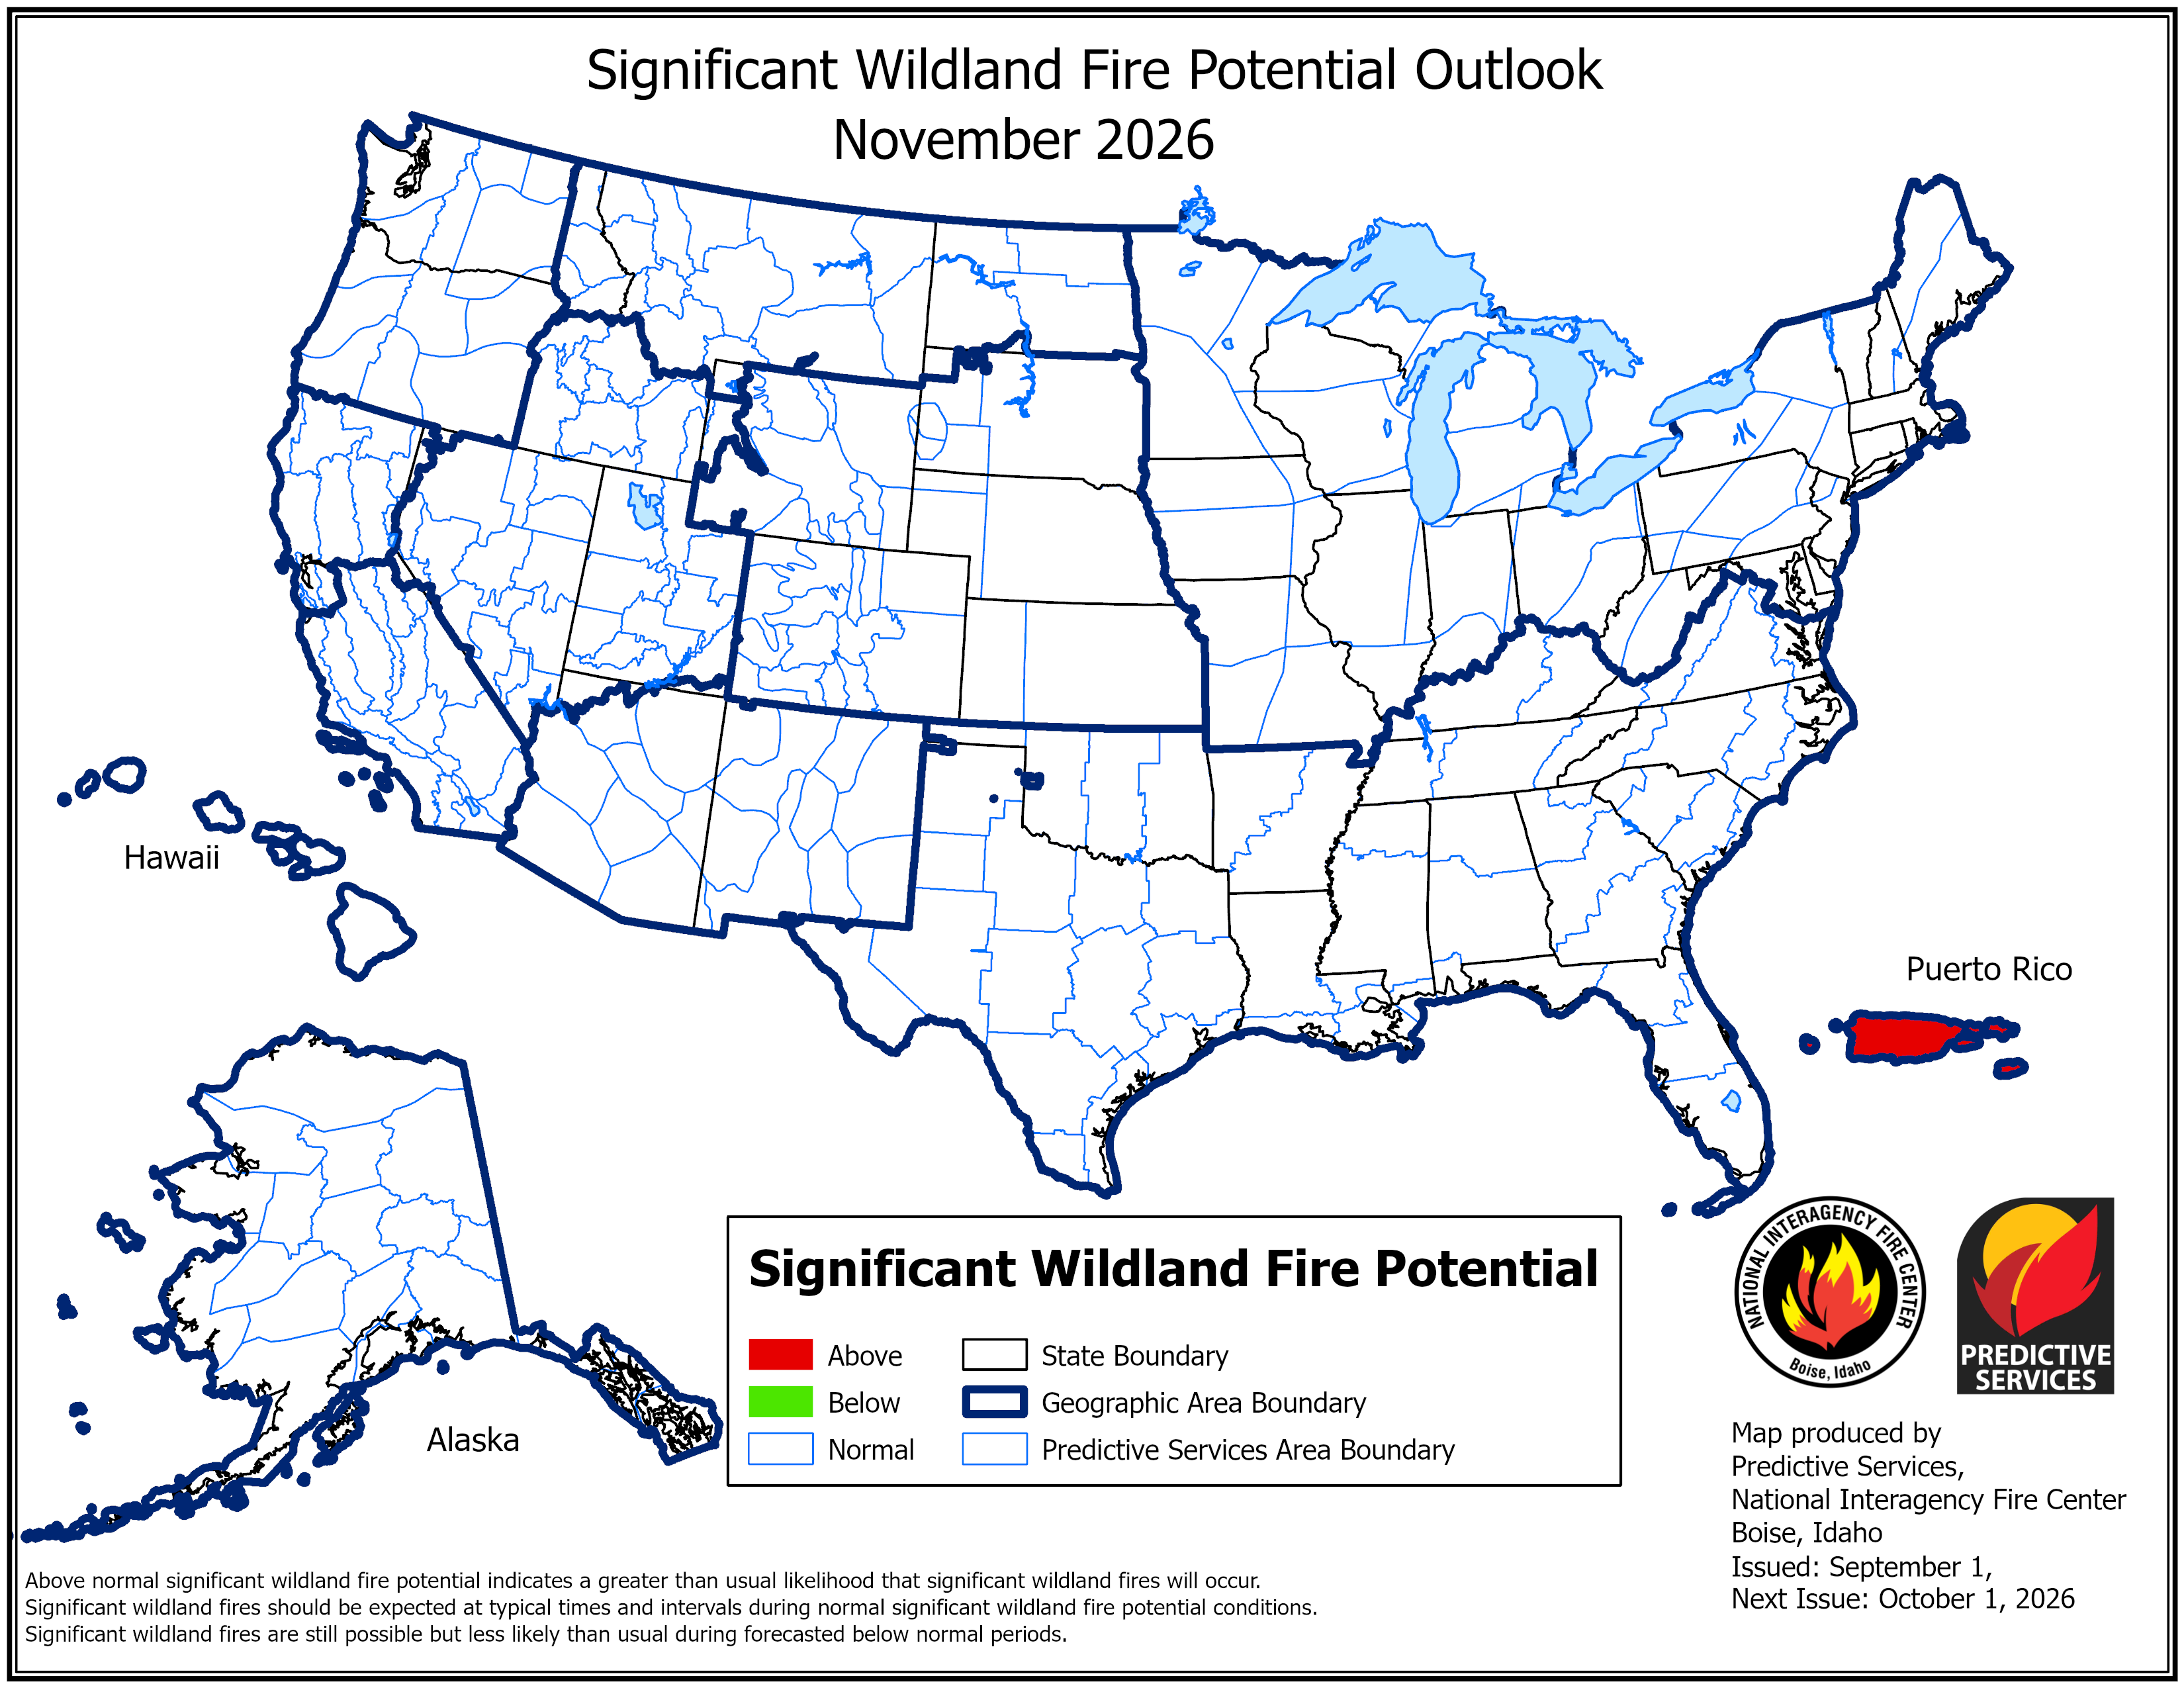 Significant Wildland Fire Potential Outlook
November 2026
Hawaii
Puerto Rico
Alaska
Significant Wildland Fire Potential
Above
State Boundary
Below
Geographic Area Boundary
Normal
Predictive Services Area Boundary
NATIONAL INTERAGENCY FIRE CENTER
Boise, Idaho
PREDICTIVE
SERVICES
Map produced by
Predictive Services,
National Interagency Fire Center
Boise, Idaho
Issued: September 1,
Next Issue: October 1, 2026
Above normal significant wildland fire potential indicates a greater than usual likelihood that significant wildland fires will occur.
Significant wildland fires should be expected at typical times and intervals during normal significant wildland fire potential conditions.
Significant wildland fires are still possible but less likely than usual during forecasted below normal periods.